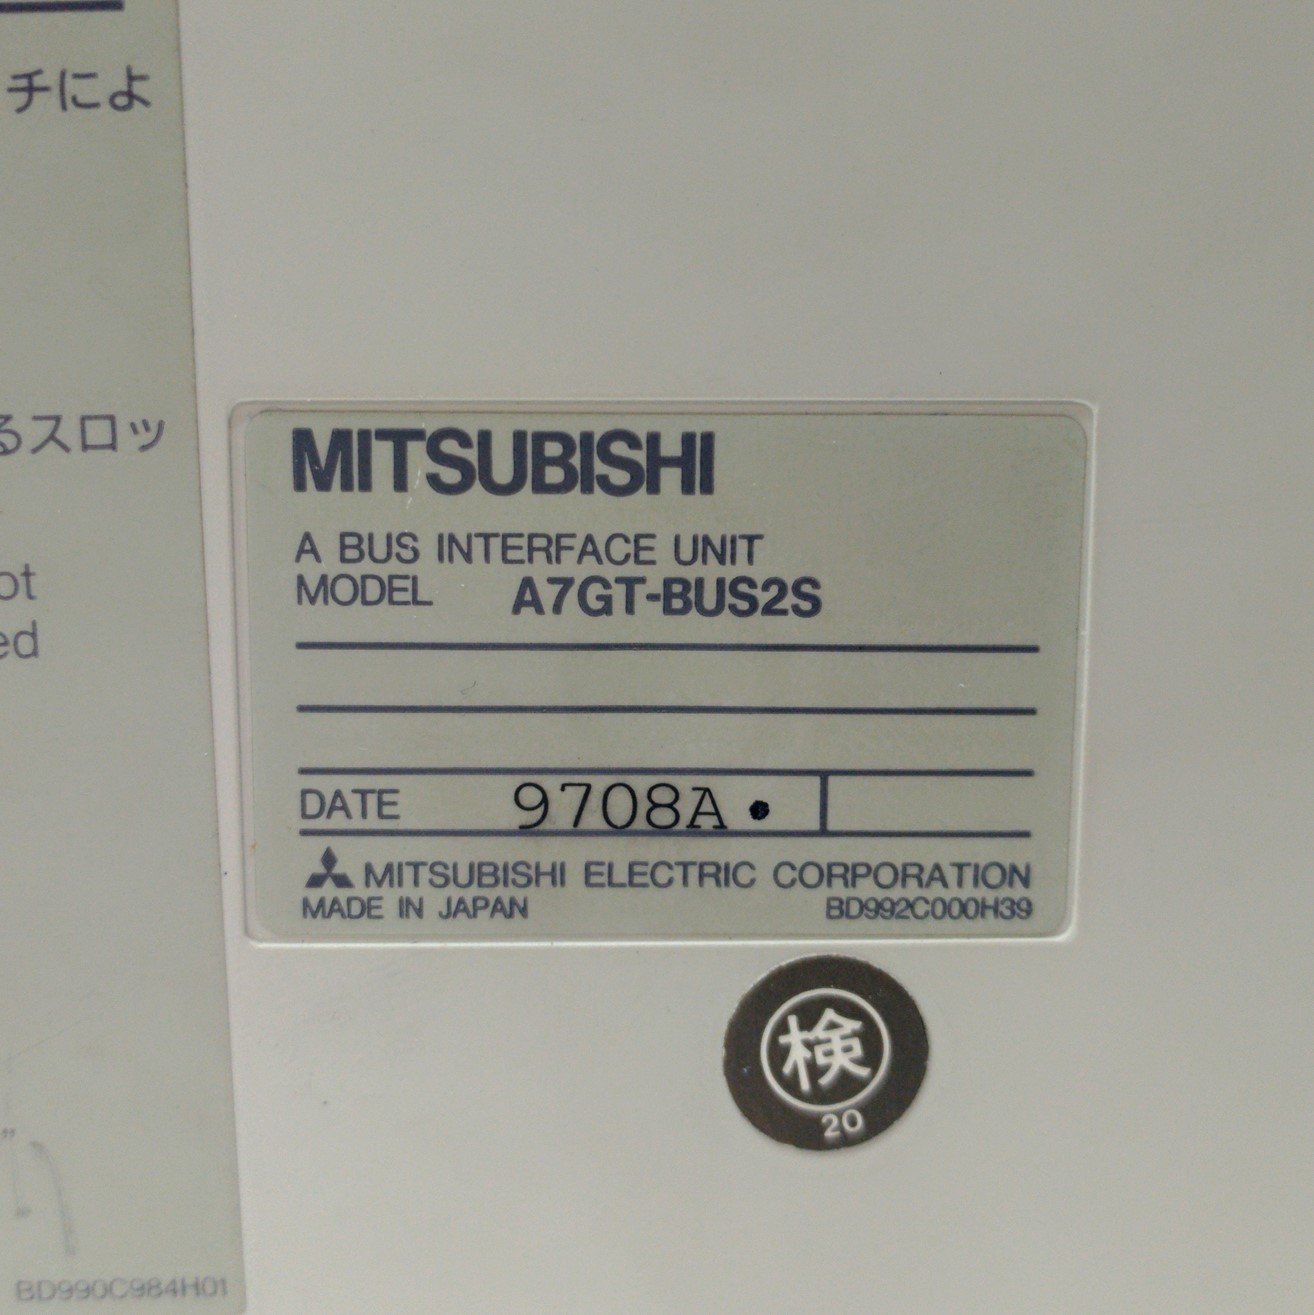 チによ
るスロッ
ot
ed
BD990C984H01
MITSUBISHI
A BUS INTERFACE UNIT
MODEL A7GT-BUS2S
DATE 9708A
MITSUBISHI ELECTRIC CORPORATION
MADE IN JAPAN BD992C000H39
検
20